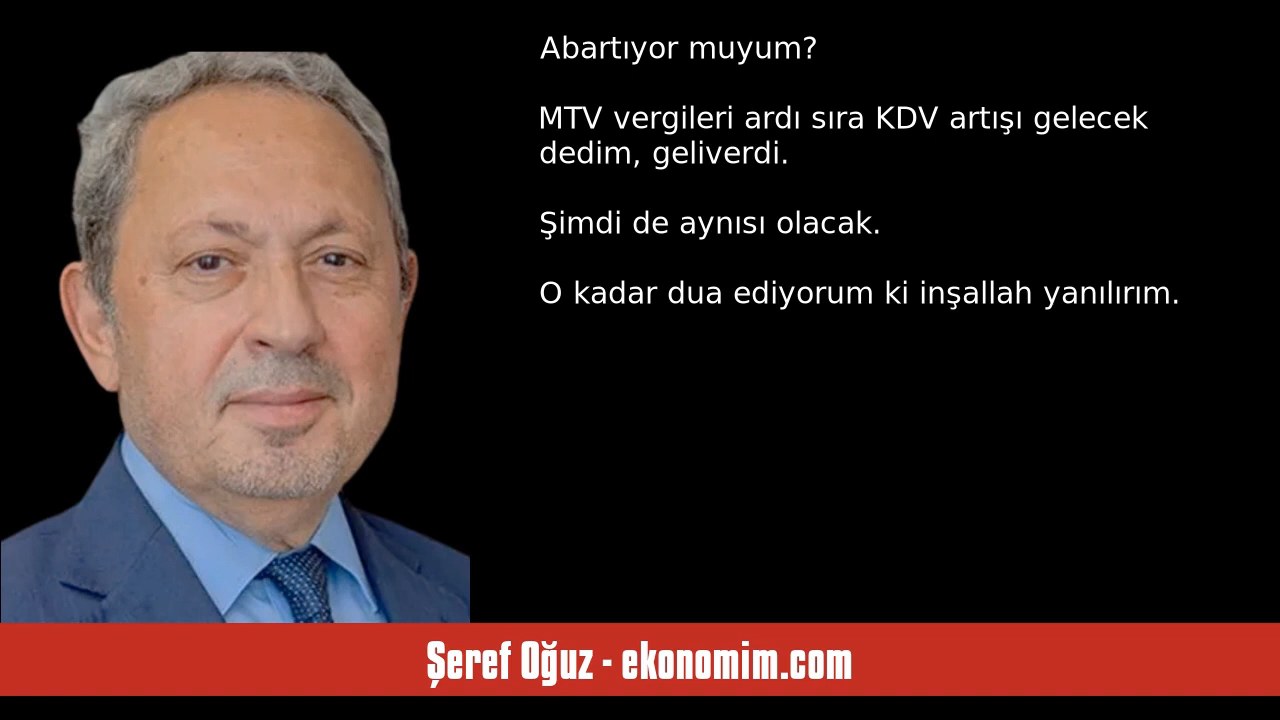 Abartıyor muyum?
MTV vergileri ardı sıra KDV artışı gelecek
dedim, geliverdi.
Şimdi de aynısı olacak.
O kadar dua ediyorum ki inşallah yanılırım.
Şeref Oğuz - ekonomim.com